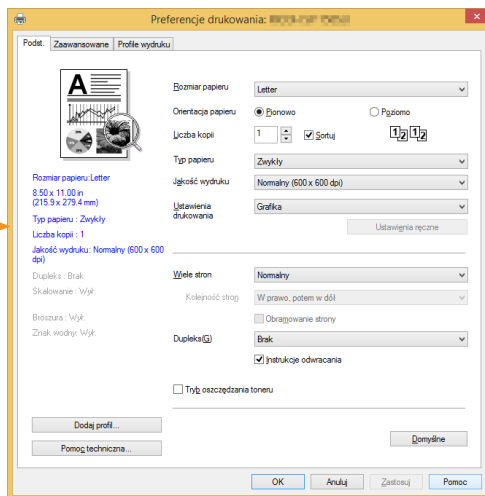 Preferencje drukowania:
Podst. Zaawansowane Profile wydruku
A
Rozmiar papieru:Letter
8.50 x 11.00 in
(215.9 x 279.4 mm)
Typ papieru : Zwykły
Liczba kopii : 1
Jakość wydruku: Normalny (600 x 600
dpi)
Dupleks : Brak
Skalowanie : Wył.
Broszura : Wył.
Znak wodny: Wył.
Dodaj profil...
Pomoc techniczna...
Rozmiar papieru Letter
Orientacja papieru Pionowo Poziomo
Liczba kopii 1 Sortuj 1 2 1 2
Typ papieru Zwykły
Jakość wydruku Normalny (600 x 600 dpi)
Ustawienia Grafika
drukowania
Ustawienia ręczne
Wiele stron Normalny
Kolejność stron W prawo, potem w dół
Obramowanie strony
Dupleks(G) Brak
Instrukcje odwracania
Tryb oszczędzania toneru
Domyślne
OK Anuluj Zastosuj Pomoc